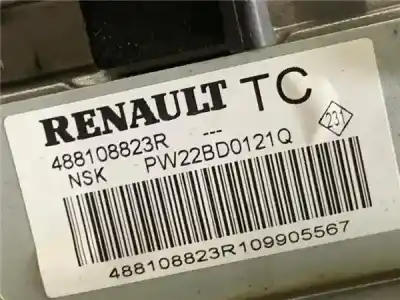 RENAULT TC
488108823R --- 231
NSK PW22BD0121Q
488108823R109905567